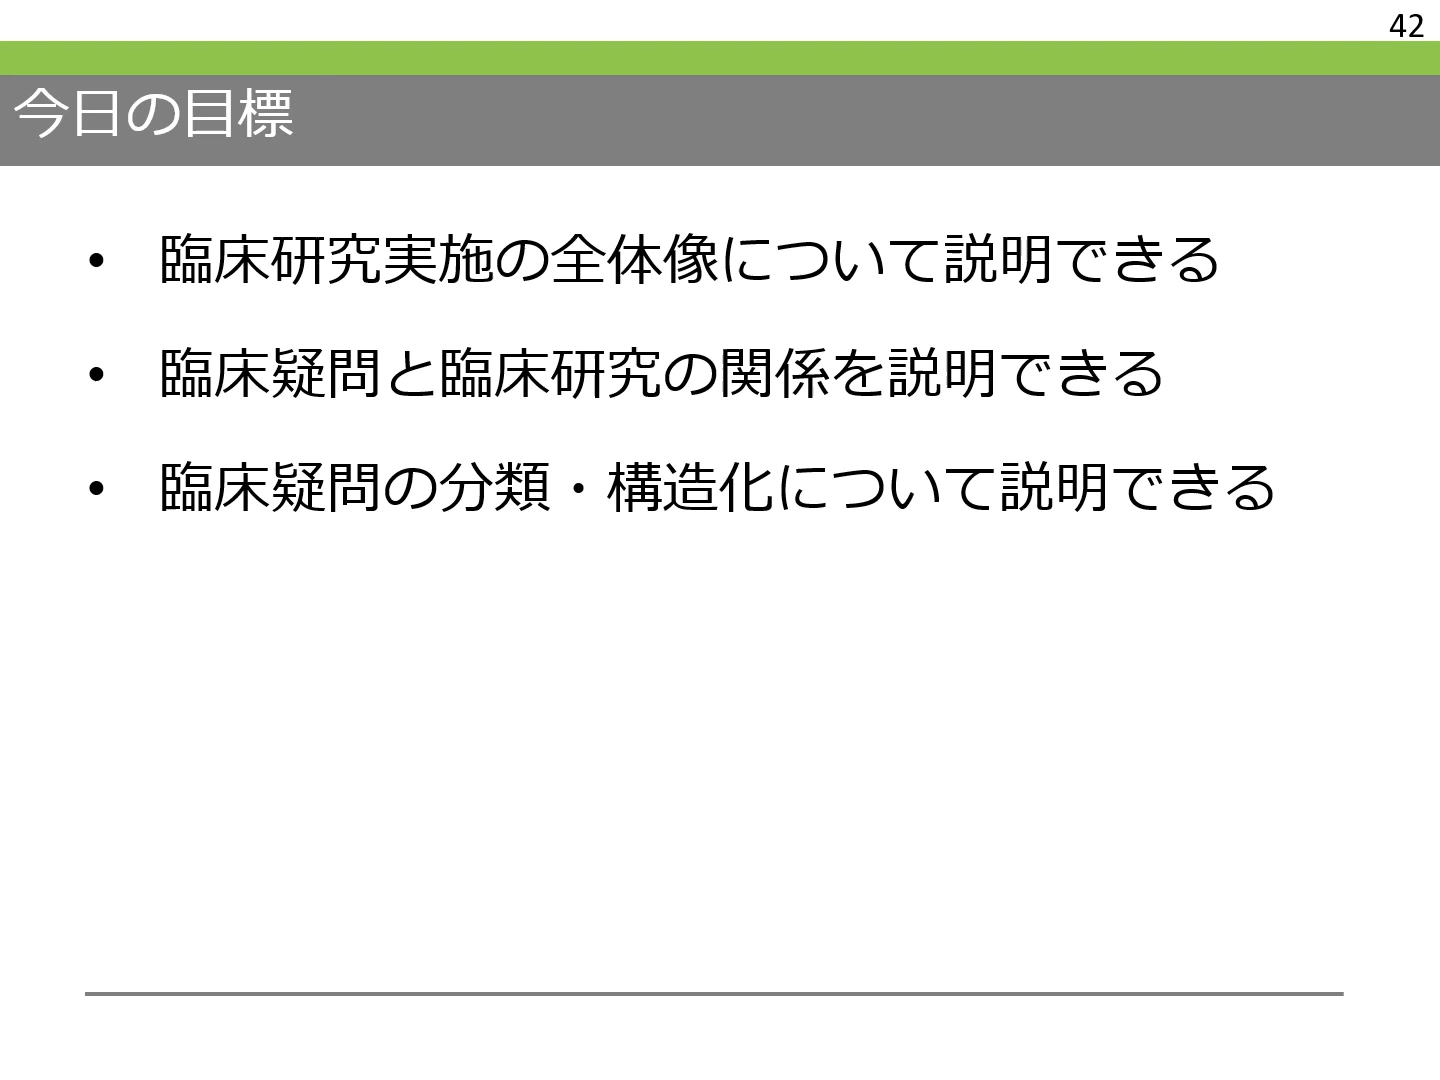 42
今日の目標
• 臨床研究実施の全体像について説明できる
• 臨床疑問と臨床研究の関係を説明できる
• 臨床疑問の分類・構造化について説明できる